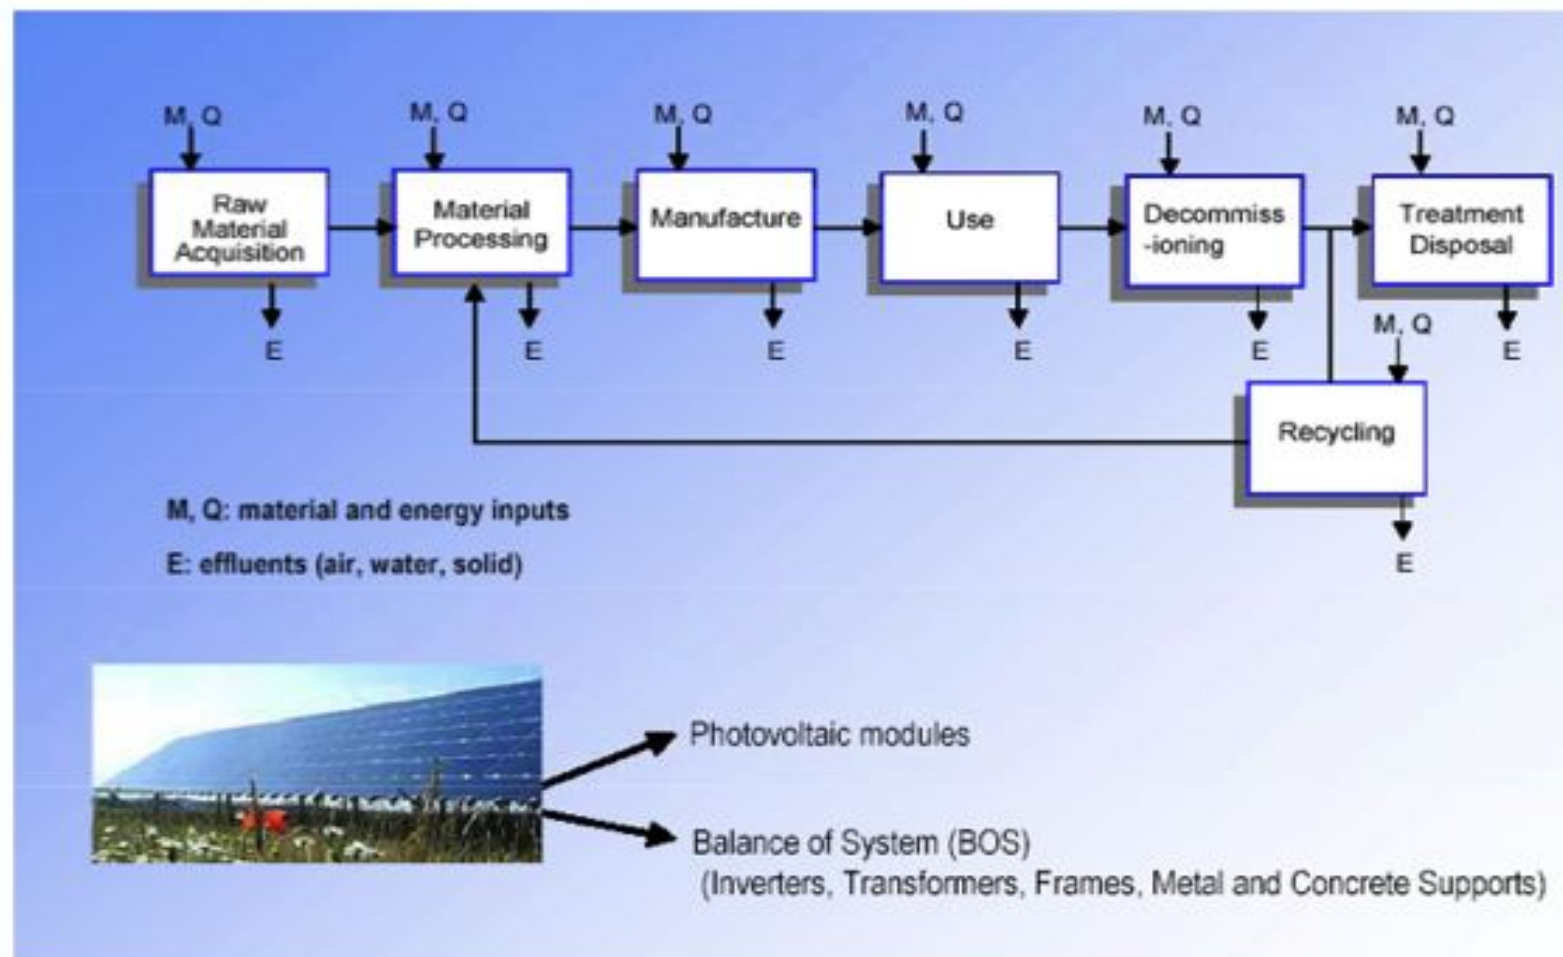 M, Q
M, Q
M, Q
M, Q
M, Q
M, Q
Raw
Material
Acquisition
Material
Processing
Manufacture
Use
Decommiss
-ioning
Treatment
Disposal
E
E
E
E
E
E
M, Q
Recycling
E
M, Q: material and energy inputs
E: effluents (air, water, solid)
Photovoltaic modules
Balance of System (BOS)
(Inverters, Transformers, Frames, Metal and Concrete Supports)